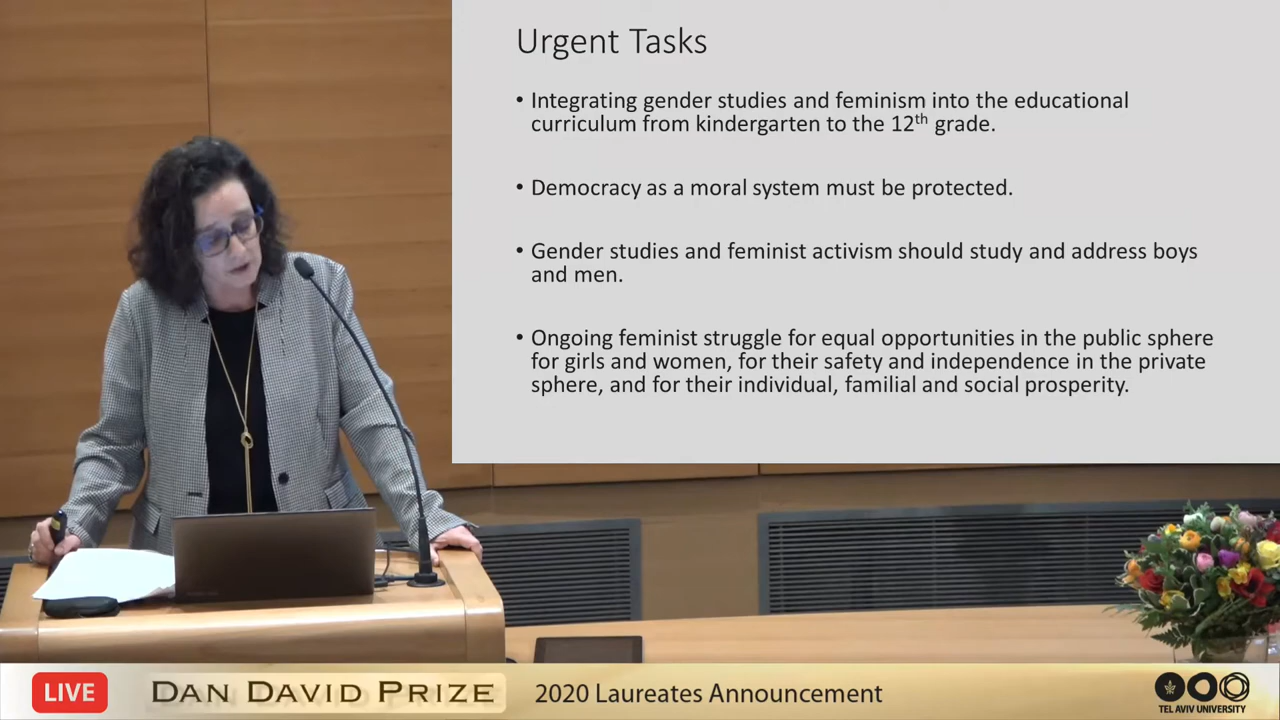 Urgent Tasks
• Integrating gender studies and feminism into the educational
curriculum from kindergarten to the 12th grade.
• Democracy as a moral system must be protected.
• Gender studies and feminist activism should study and address boys
and men.
• Ongoing feminist struggle for equal opportunities in the public sphere
for girls and women, for their safety and independence in the private
sphere, and for their individual, familial and social prosperity.
LIVE
DAN DAVID PRIZE
2020 Laureates Announcement
TEL AVIV UNIVERSITY